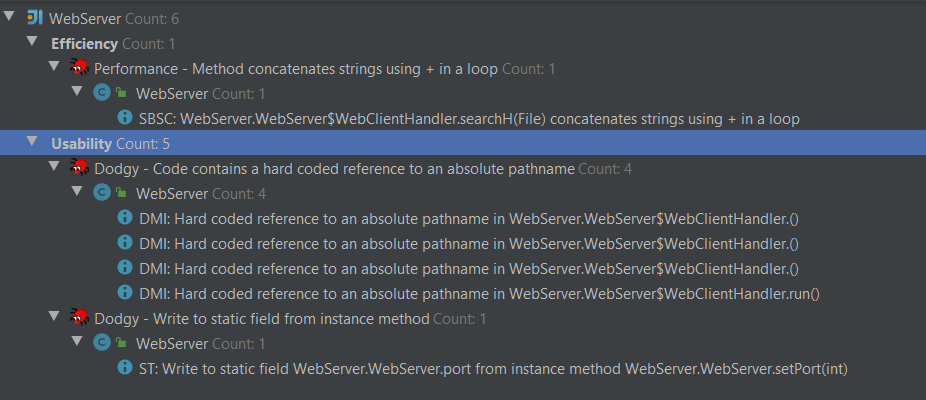 WebServer Count: 6
Efficiency Count: 1
Performance - Method concatenates strings using + in a loop Count: 1
WebServer Count: 1
SBSC: WebServer.WebServer$WebClientHandler.searchH(File) concatenates strings using + in a loop
Usability Count: 5
Dodgy - Code contains a hard coded reference to an absolute pathname Count: 4
WebServer Count: 4
DMI: Hard coded reference to an absolute pathname in WebServer.WebServer$WebClientHandler.()
DMI: Hard coded reference to an absolute pathname in WebServer.WebServer$WebClientHandler.()
DMI: Hard coded reference to an absolute pathname in WebServer.WebServer$WebClientHandler.()
DMI: Hard coded reference to an absolute pathname in WebServer.WebServer$WebClientHandler.run()
Dodgy - Write to static field from instance method Count: 1
WebServer Count: 1
ST: Write to static field WebServer.WebServer.port from instance method WebServer.WebServer.setPort(int)